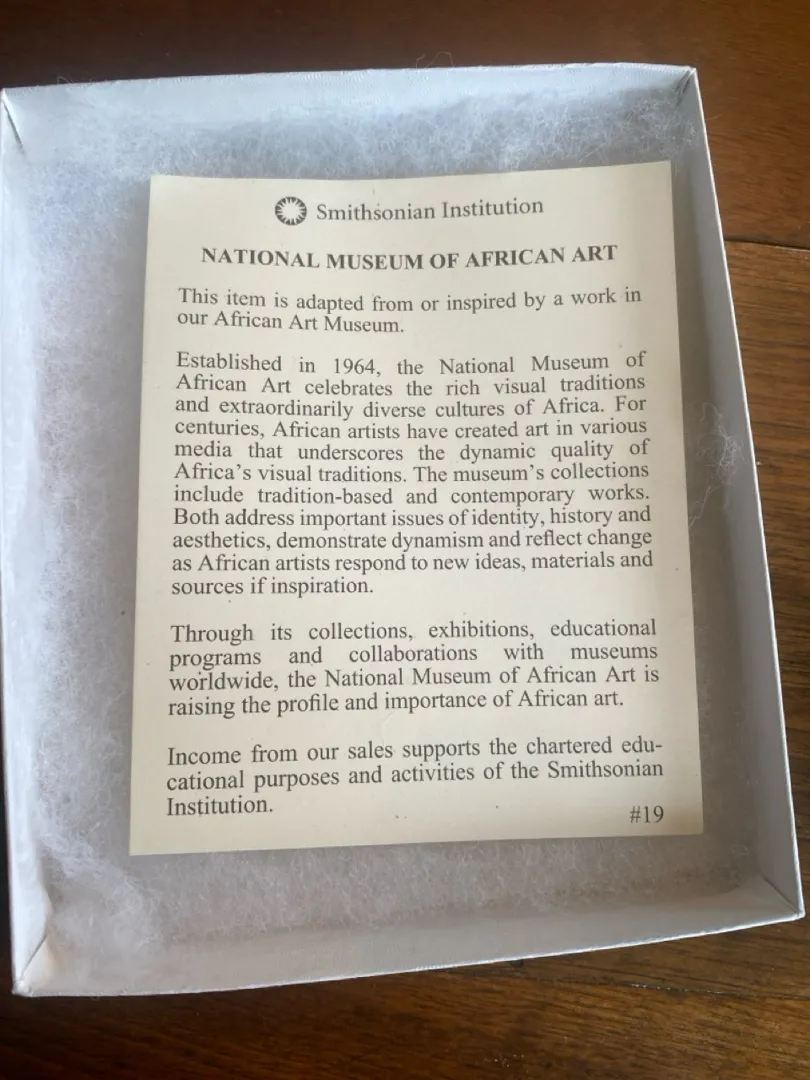 Smithsonian Institution
NATIONAL MUSEUM OF AFRICAN ART
This item is adapted from or inspired by a work in
our African Art Museum.
Established in 1964, the National Museum of
African Art celebrates the rich visual traditions
and extraordinarily diverse cultures of Africa. For
centuries, African artists have created art in various
media that underscores the dynamic quality of
Africa's visual traditions. The museum's collections
include tradition-based and contemporary works.
Both address important issues of identity, history and
aesthetics, demonstrate dynamism and reflect change
as African artists respond to new ideas, materials and
sources if inspiration.
Through its collections, exhibitions, educational
programs and collaborations with museums
worldwide, the National Museum of African Art is
raising the profile and importance of African art.
Income from our sales supports the chartered edu-
cational purposes and activities of the Smithsonian
Institution.
#19